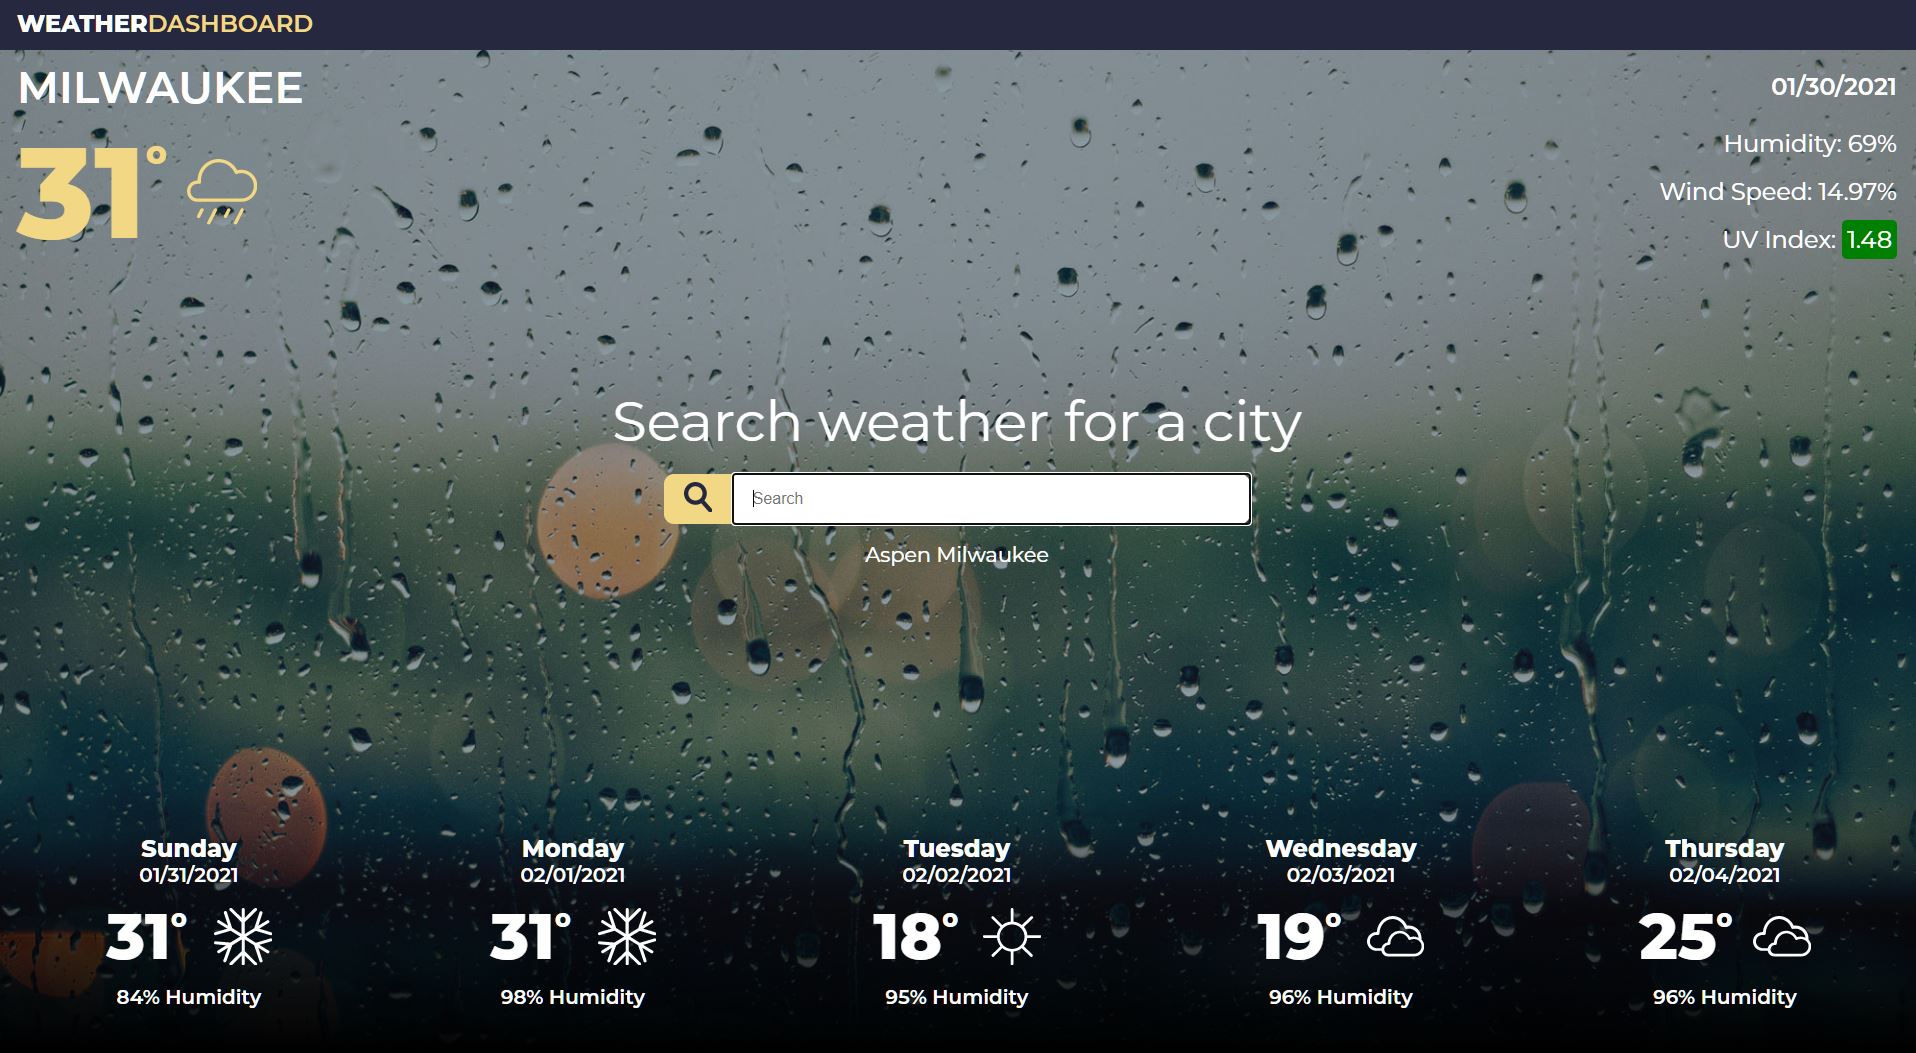 WEATHERDASHBOARD
MILWAUKEE
31°
01/30/2021
Humidity: 69%
Wind Speed: 14.97%
UV Index: 1.48
Search weather for a city
Search
Aspen Milwaukee
Sunday
01/31/2021
31°
84% Humidity
Monday
02/01/2021
31°
98% Humidity
Tuesday
02/02/2021
18°
95% Humidity
Wednesday
02/03/2021
19°
96% Humidity
Thursday
02/04/2021
25°
96% Humidity